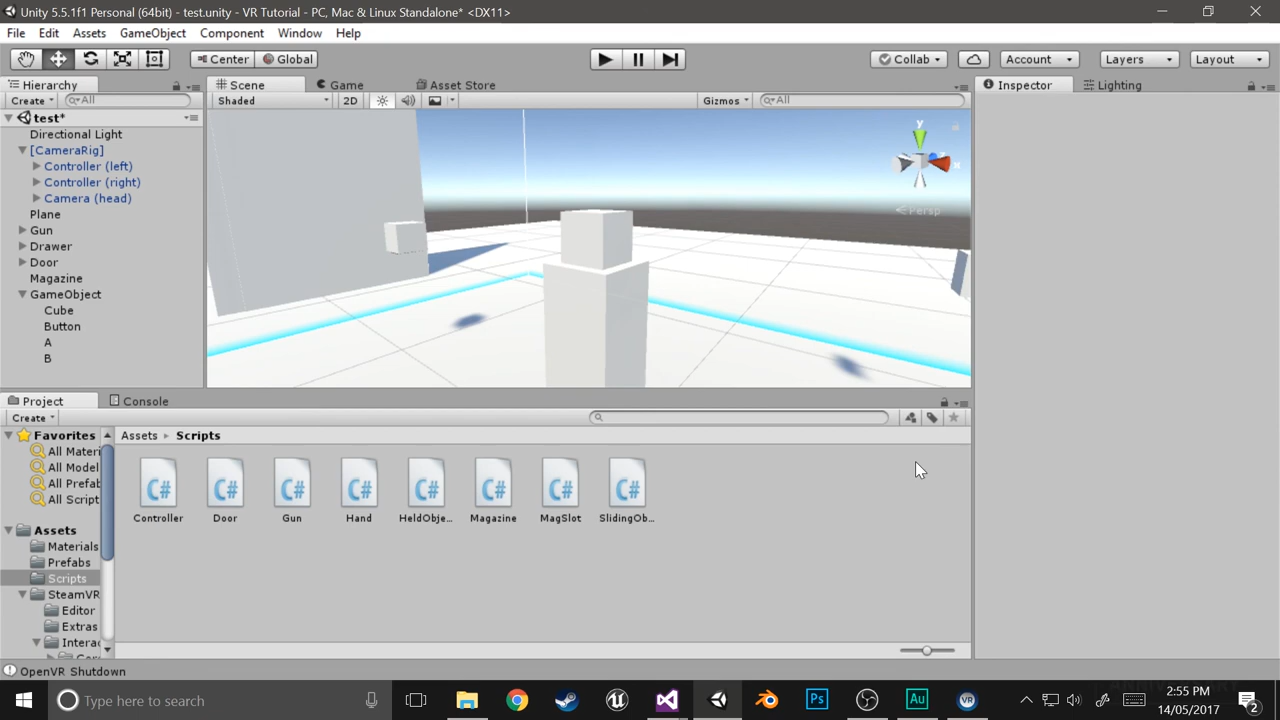 Unity 5.5.1f1 Personal (64bit) - test.unity - VR Tutorial - PC, Mac & Linux Standalone* <DX11>
File Edit Assets GameObject Component Window Help
Center Global Collab Account Layers Layout
Hierarchy Scene Game Asset Store Inspector Lighting
Create All Shaded 2D Gizmos All
test*
Directional Light
[CameraRig]
Controller (left)
Controller (right)
Camera (head)
Plane
Gun
Drawer
Door
Magazine
GameObject
Cube
Button
A
B
y
x
Persp
Project Console
Create
Favorites
All Materi
All Model
All Prefab
All Script
Assets
Materials
Prefabs
Scripts
SteamVR
Editor
Extras
Interac
Assets Scripts
C# C# C# C# C# C# C# C#
Controller Door Gun Hand HeldObje... Magazine MagSlot SlidingOb...
OpenVR Shutdown
Type here to search
Ps Au VR
2:55 PM
14/05/2017
2